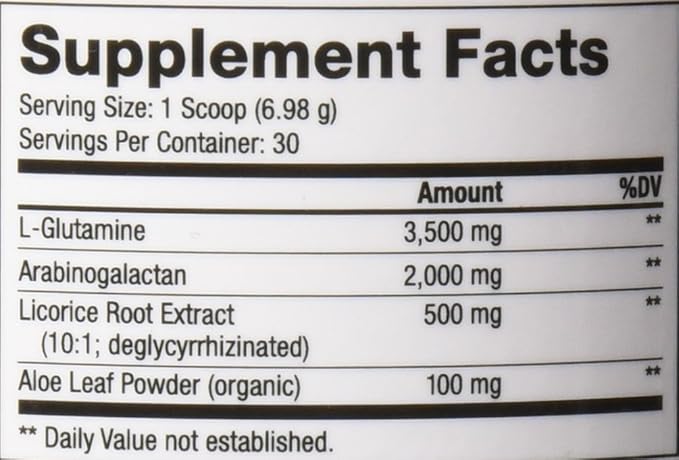 Supplement Facts
Serving Size: 1 Scoop (6.98 g)
Servings Per Container: 30
Amount %DV
L-Glutamine 3,500 mg **
Arabinogalactan 2,000 mg **
Licorice Root Extract 500 mg **
(10:1; deglycyrrhizinated)
Aloe Leaf Powder (organic) 100 mg **
** Daily Value not established.